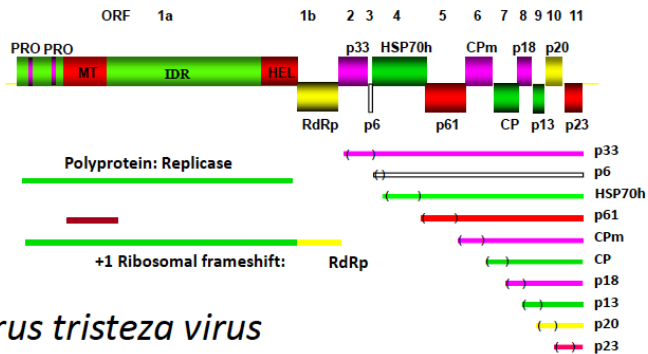 ORF 1a 1b 2 3 4 5 6 7 8 9 10 11
PRO PRO p33 HSP70h CPm p18 p20
MT IDR HEL
RdRp p6 p61 CP p13 p23
p33
Polyprotein: Replicase
p6
HSP70h
p61
CPm
+1 Ribosomal frameshift: RdRp
CP
p18
p13
rus tristeza virus
p20
p23